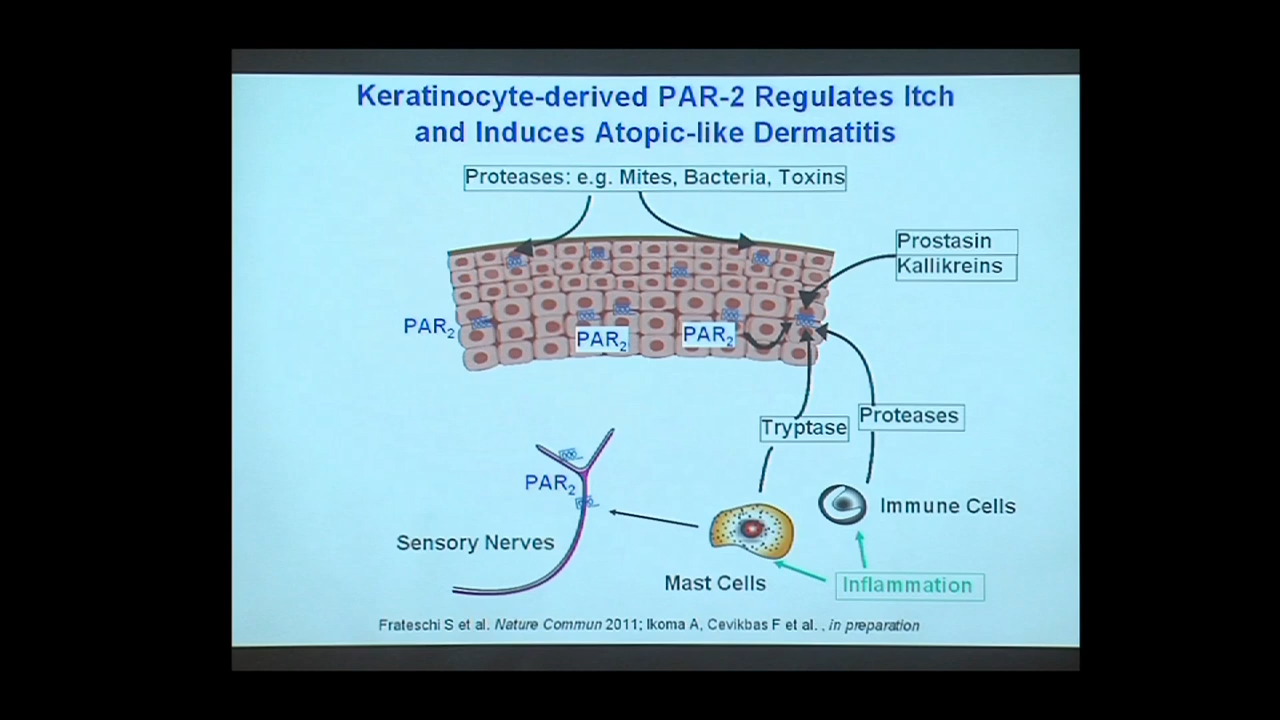 Keratinocyte-derived PAR-2 Regulates Itch
and Induces Atopic-like Dermatitis
Proteases: e.g. Mites, Bacteria, Toxins
Prostasin
Kallikreins
PAR2
PAR2
PAR2
Tryptase
Proteases
PAR2
Immune Cells
Sensory Nerves
Mast Cells
Inflammation
Frateschi S et al. Nature Commun 2011; Ikoma A, Cevikbas F et al. , in preparation